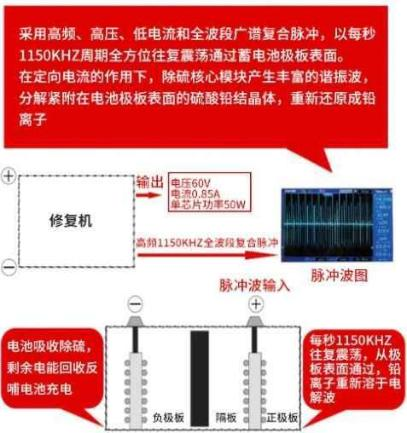 采用高频、高压、低电流和全波段广谱复合脉冲，以每秒
1150KHZ周期全方位往复震荡通过蓄电池极板表面。
在定向电流的作用下，除硫核心模块产生丰富的谐振波，
分解紧附在电池极板表面的硫酸铅结晶体，重新还原成铅
离子
+
输出
电压60V
电流0.85A
单芯片功率50W
修复机
高频1150KHZ全波段复合脉冲
−
脉冲波图
脉冲波输入
−
+
电池吸收除硫，
剩余电能回收反
哺电池充电
每秒1150KHZ
往复震荡，从极
板表面通过，铅
离子重新溶于电
解波
负极板
隔板
正极板